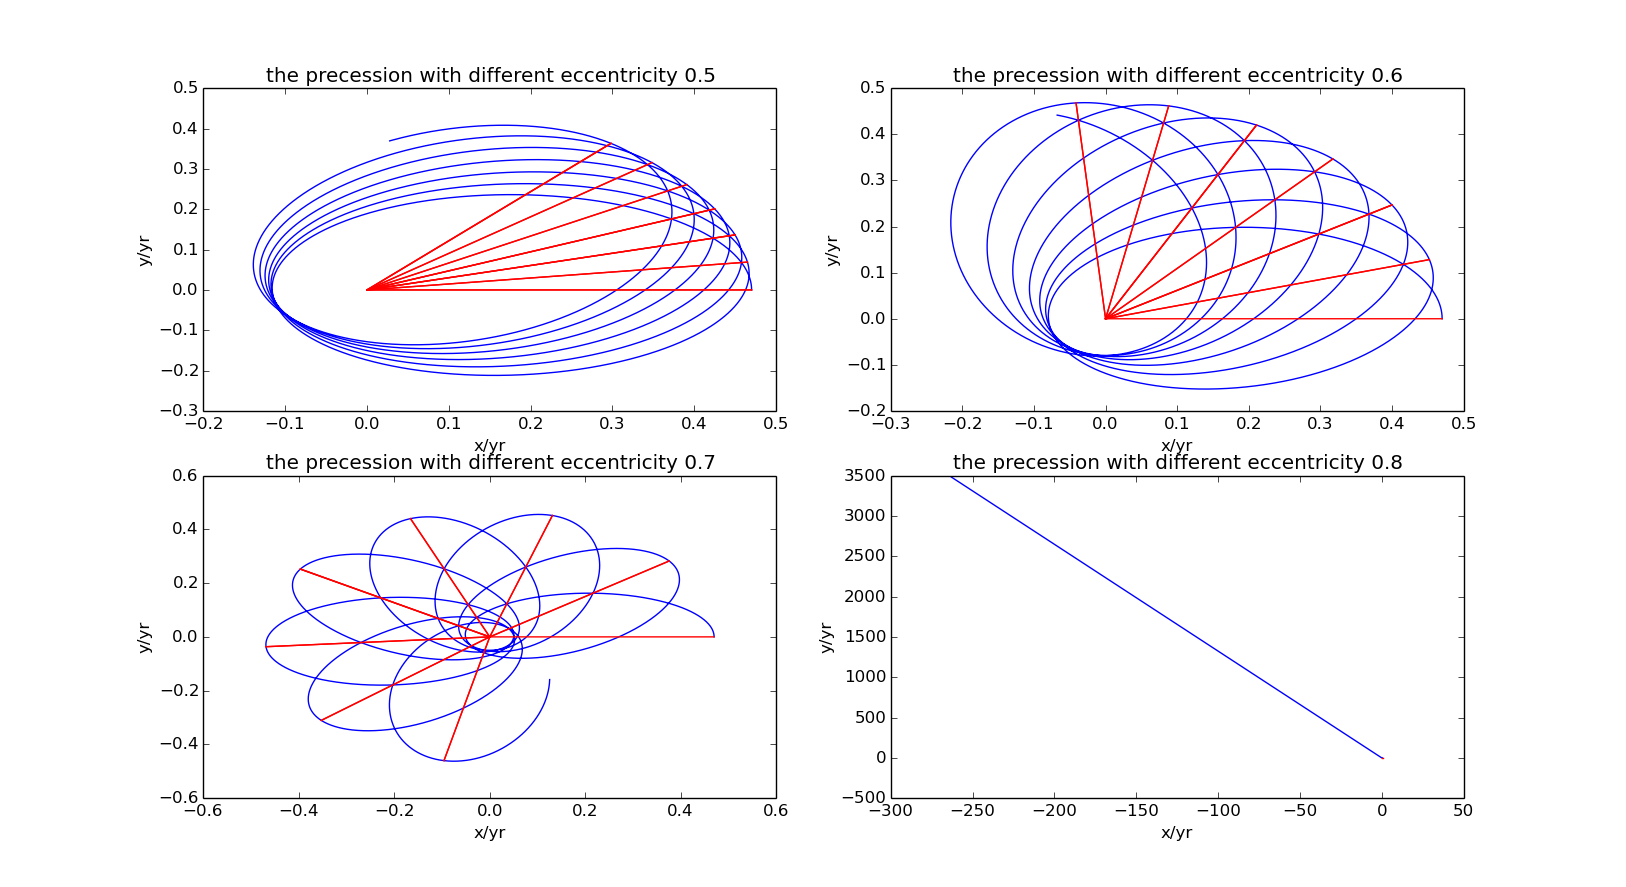 the precession with different eccentricity 0.5
0.5
0.4
0.3
0.2
0.1
0.0
−0.1
−0.2
−0.3
y/yr
−0.2 −0.1 0.0 0.1 0.2 0.3 0.4 0.5
x/yr
the precession with different eccentricity 0.6
0.5
0.4
0.3
0.2
0.1
0.0
−0.1
−0.2
y/yr
−0.3 −0.2 −0.1 0.0 0.1 0.2 0.3 0.4 0.5
x/yr
the precession with different eccentricity 0.7
0.6
0.4
0.2
0.0
−0.2
−0.4
−0.6
y/yr
−0.6 −0.4 −0.2 0.0 0.2 0.4 0.6
x/yr
the precession with different eccentricity 0.8
3500
3000
2500
2000
1500
1000
500
0
−500
y/yr
−300 −250 −200 −150 −100 −50 0 50
x/yr